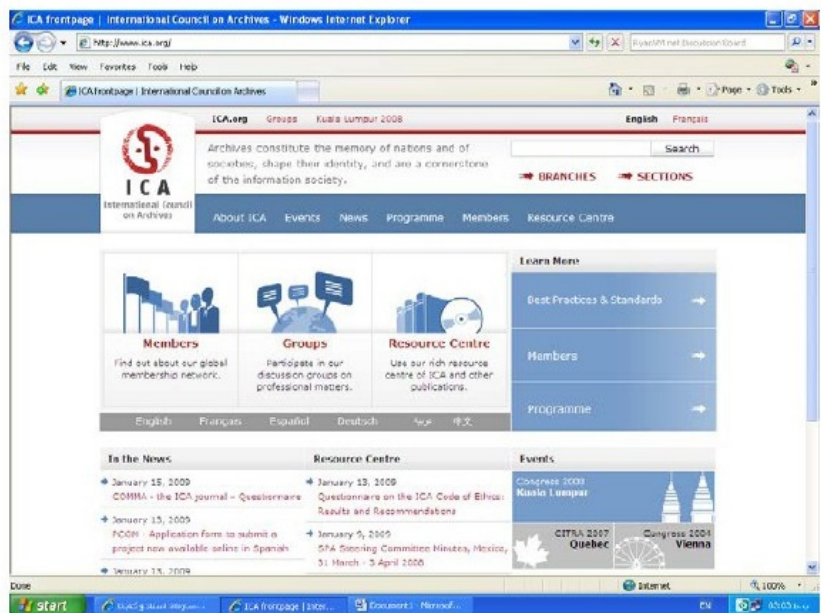 ICA frontpage | International Council on Archives - Windows Internet Explorer
http://www.ica.org/
File Edit View Favorites Tools Help
ICA frontpage | International Council on Archives
Page Tools
ICA.org Groups Kuala Lumpur 2008 English Français
Archives constitute the memory of nations and of
societies, shape their identity, and are a cornerstone
of the information society.
Search
BRANCHES SECTIONS
ICA
International Council
on Archives
About ICA Events News Programme Members Resource Centre
Members
Find out about our global
membership network.
Groups
Participate in our
discussion groups on
professional matters.
Resource Centre
Use our rich resource
centre of ICA and other
publications.
English Français Español Deutsch 中文
Learn More
Best Practices & Standards
Members
Programme
In the News
January 15, 2009
COMMA - the ICA journal - Questionnaire
January 13, 2009
PCOM - Application form to submit a
project now available online in Spanish
January 13, 2009
Resource Centre
January 13, 2009
Questionnaire on the ICA Code of Ethics:
Results and Recommendations
January 9, 2009
SPA Steering Committee Minutes, Mexico,
31 March - 3 April 2008
Events
Congress 2008
Kuala Lumpur
CITRA 2007
Quebec
Congress 2004
Vienna
Done Internet 100%
start ICA frontpage | Inter... Document1 - Microsof... EN